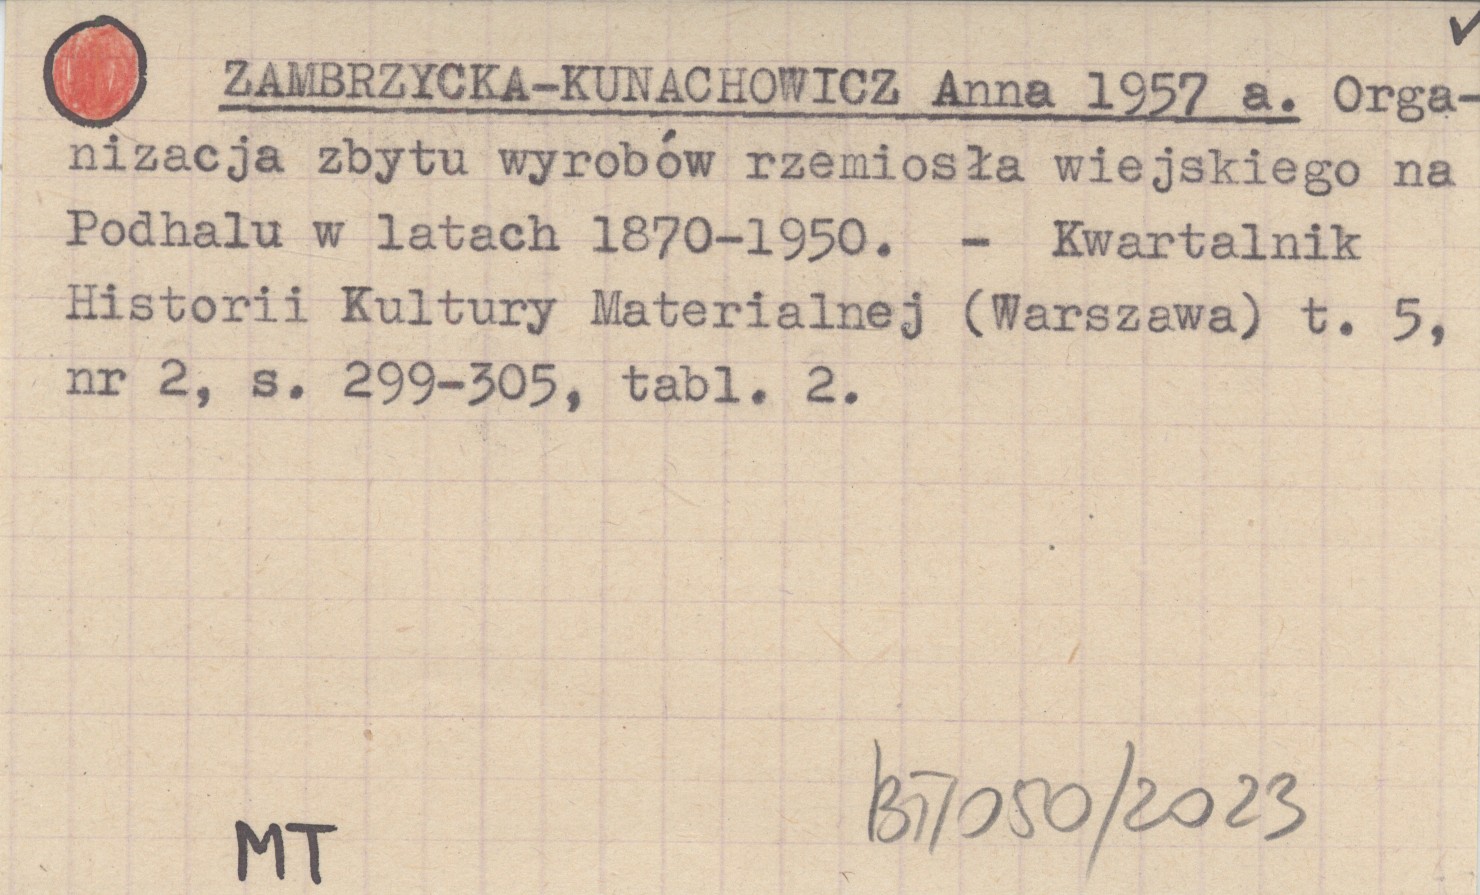 ZAMBRZYCKA-KUNACHOWICZ Anna 1957 a. Orga-
nizacja zbytu wyrobów rzemiosła wiejskiego na
Podhalu w latach 1870-1950. - Kwartalnik
Historii Kultury Materialnej (Warszawa) t. 5,
nr 2, s. 299-305, tabl. 2.
BT/050/2023
MT